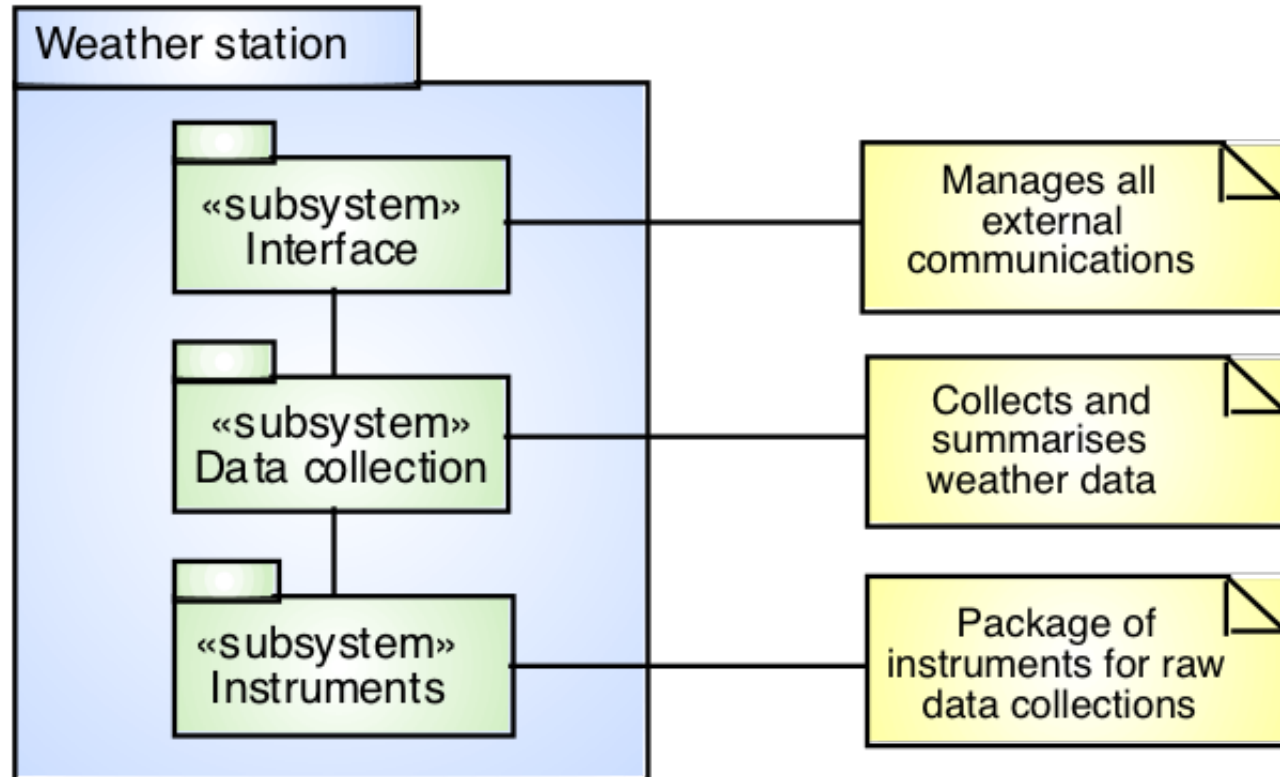 Weather station
«subsystem»
Interface
Manages all
external
communications
«subsystem»
Data collection
Collects and
summarises
weather data
«subsystem»
Instruments
Package of
instruments for raw
data collections